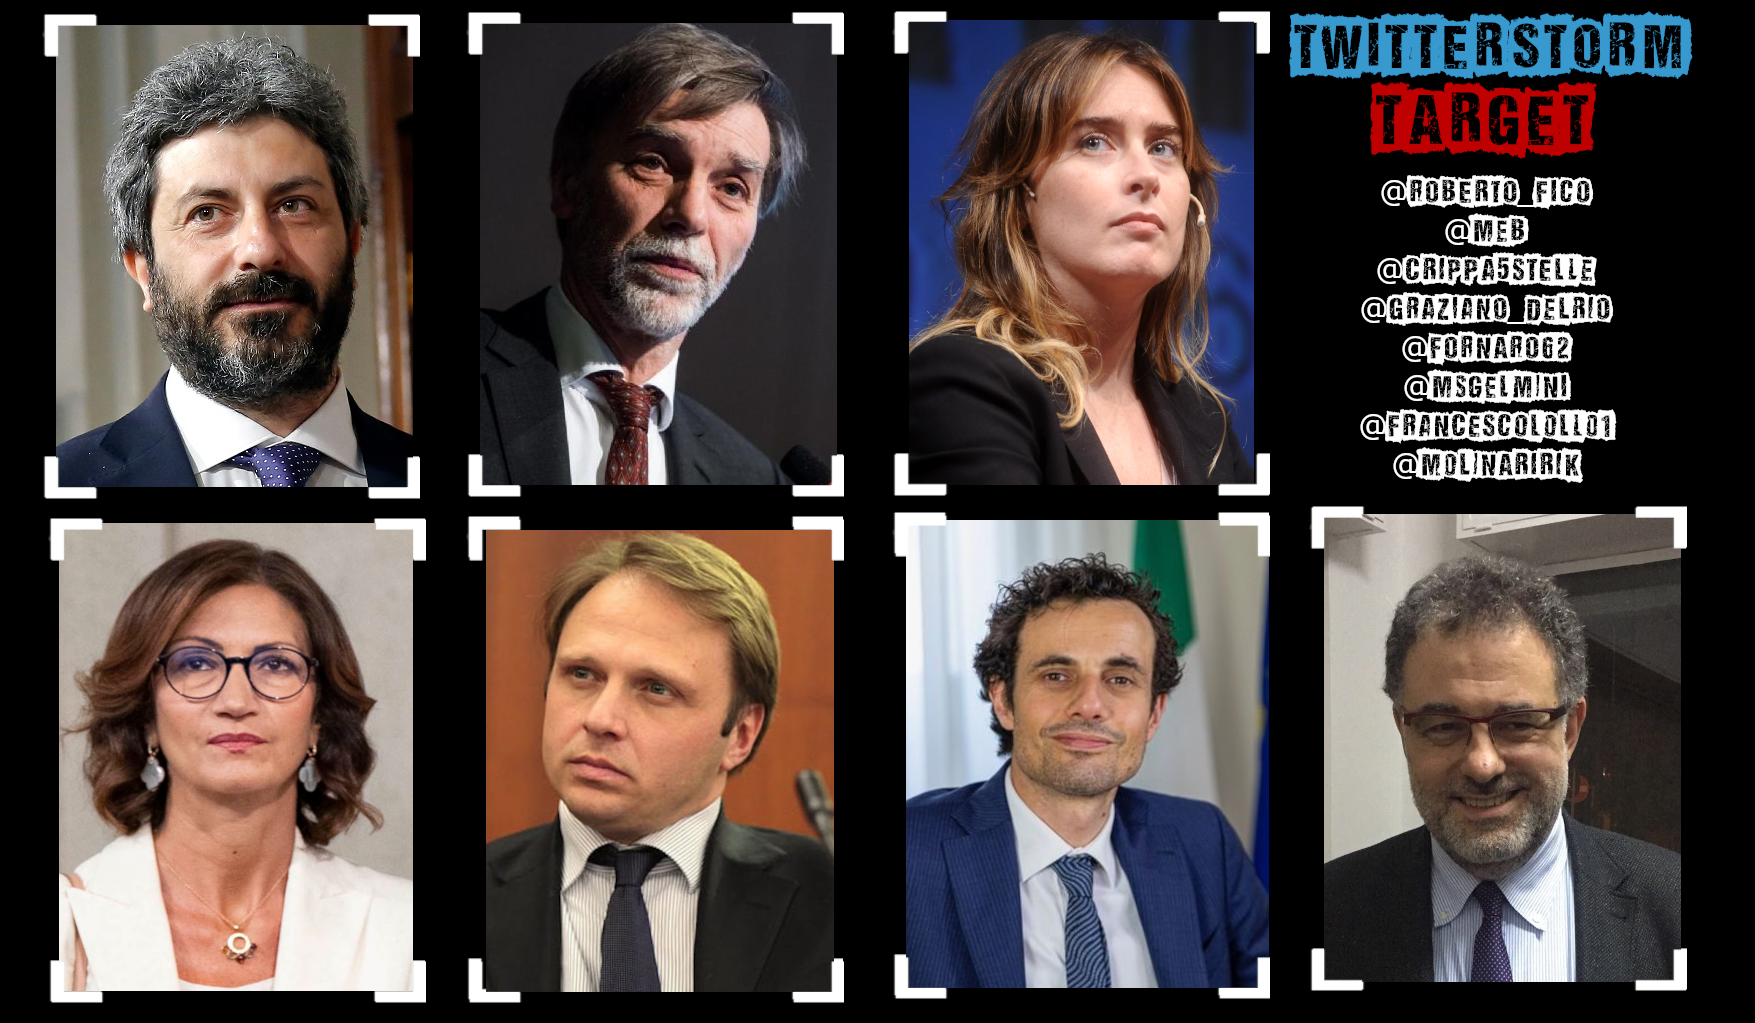 TWITTERSTORM
TARGET
@ROBERTO_FICO
@MEB
@CRIPPA5STELLE
@GRAZIANO_DELRIO
@FORNARO62
@MSGELMINI
@FRANCESCOLOLLO1
@MOLINARIRIK